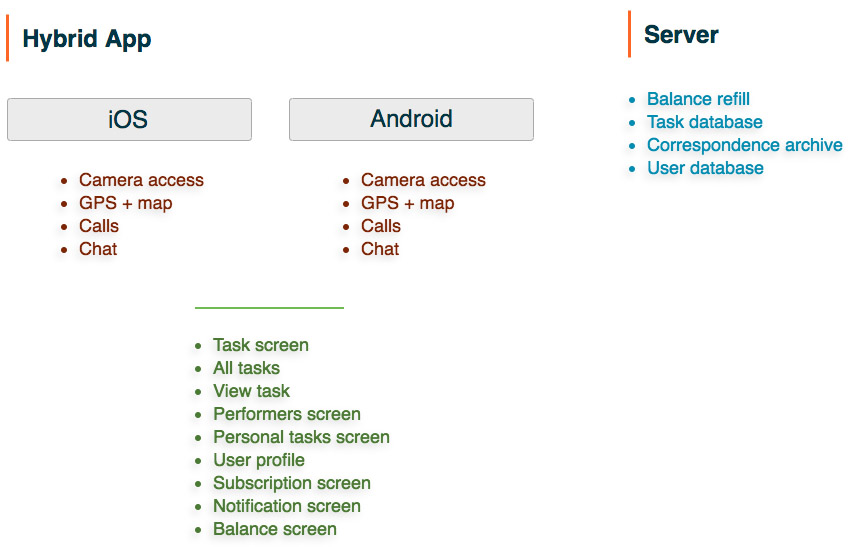 Hybrid App
iOS
• Camera access
• GPS + map
• Calls
• Chat
Android
• Camera access
• GPS + map
• Calls
• Chat
• Task screen
• All tasks
• View task
• Performers screen
• Personal tasks screen
• User profile
• Subscription screen
• Notification screen
• Balance screen
Server
• Balance refill
• Task database
• Correspondence archive
• User database